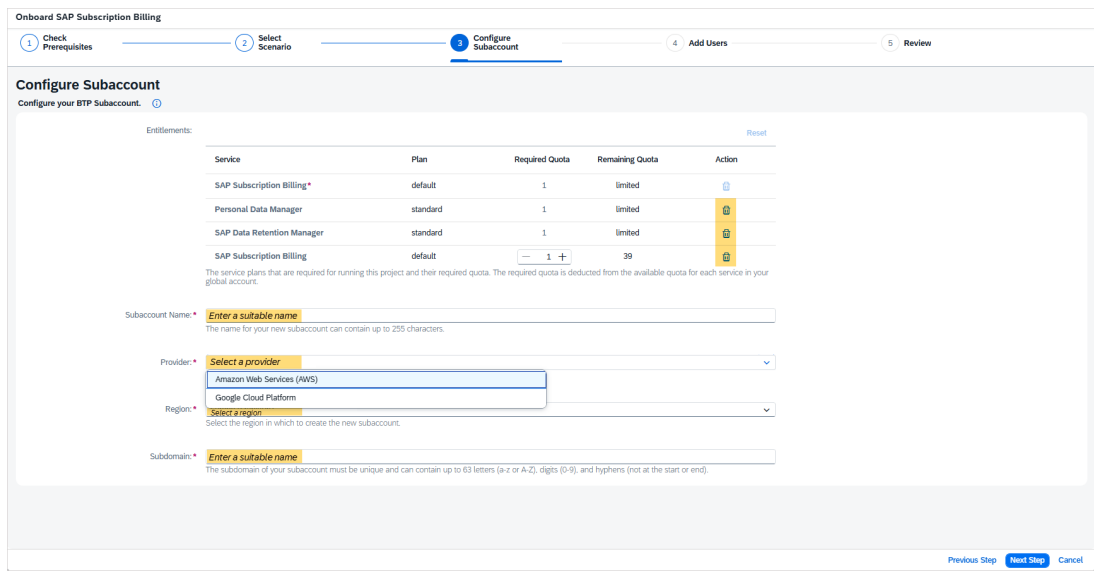 Onboard SAP Subscription Billing
1 Check Prerequisites
2 Select Scenario
3 Configure Subaccount
4 Add Users
5 Review
Configure Subaccount
Configure your BTP Subaccount.
Entitlements:
Reset
Service Plan Required Quota Remaining Quota Action
SAP Subscription Billing* default 1 limited
Personal Data Manager standard 1 limited
SAP Data Retention Manager standard 1 limited
SAP Subscription Billing default — 1 + 39
The service plans that are required for running this project and their required quota. The required quota is deducted from the available quota for each service in your
global account.
Subaccount Name:* Enter a suitable name
The name for your new subaccount can contain up to 255 characters.
Provider:* Select a provider
Amazon Web Services (AWS)
Google Cloud Platform
Region:* Select a region
Select the region in which to create the new subaccount.
Subdomain:* Enter a suitable name
The subdomain of your subaccount must be unique and can contain up to 63 letters (a-z or A-Z), digits (0-9), and hyphens (not at the start or end).
Previous Step Next Step Cancel